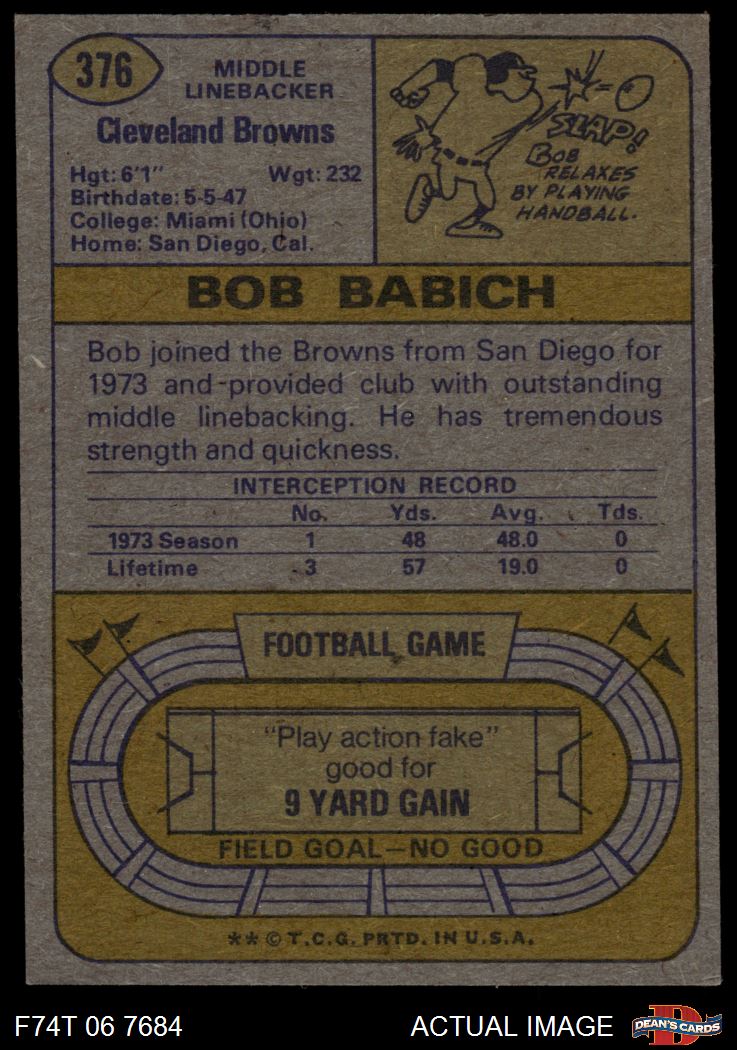 376
MIDDLE
LINEBACKER
Cleveland Browns
Hgt: 6'1" Wgt: 232
Birthdate: 5-5-47
College: Miami (Ohio)
Home: San Diego, Cal.
SLAP!
BOB
RELAXES
BY PLAYING
HANDBALL.
BOB BABICH
Bob joined the Browns from San Diego for
1973 and provided club with outstanding
middle linebacking. He has tremendous
strength and quickness.
INTERCEPTION RECORD
No. Yds. Avg. Tds.
1973 Season 1 48 48.0 0
Lifetime 3 57 19.0 0
FOOTBALL GAME
"Play action fake"
good for
9 YARD GAIN
FIELD GOAL—NO GOOD
** © T.C.G. PRTD. IN U.S.A.
F74T 06 7684 ACTUAL IMAGE
D
DEAN'S CARDS